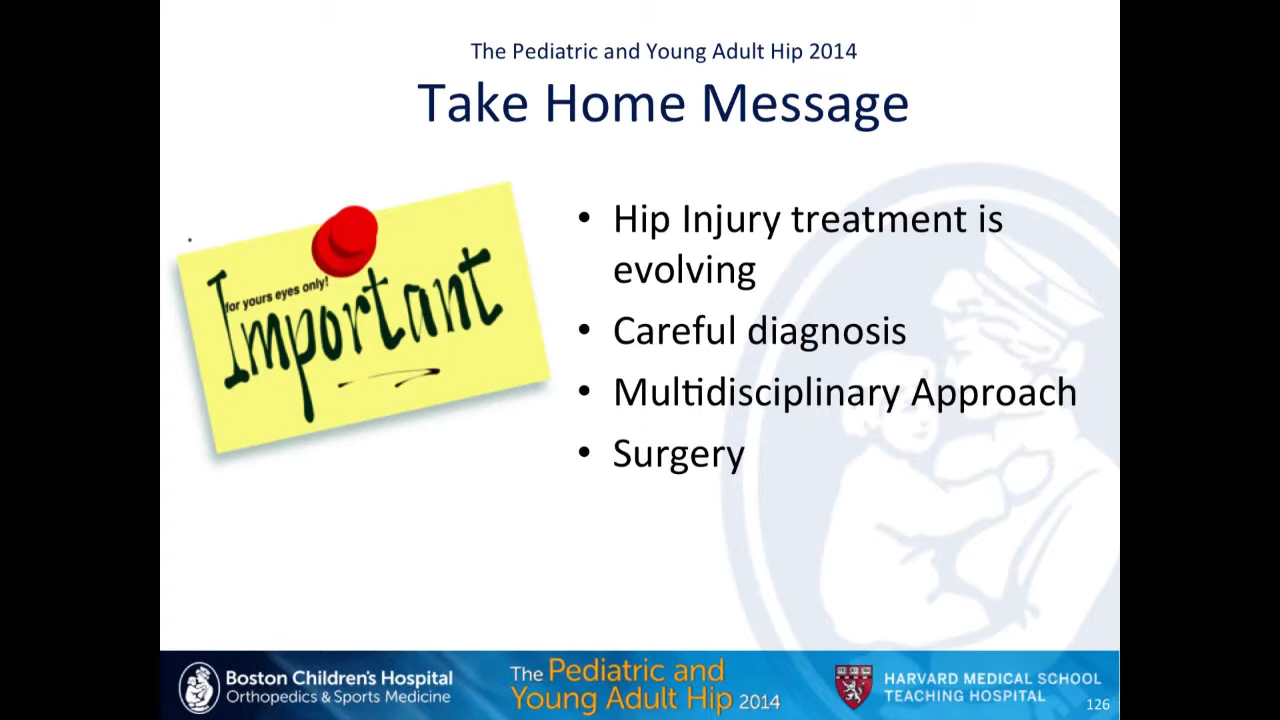 The Pediatric and Young Adult Hip 2014
Take Home Message
for yours eyes only!
Important
• Hip Injury treatment is
evolving
• Careful diagnosis
• Multidisciplinary Approach
• Surgery
Boston Children's Hospital
Orthopedics & Sports Medicine
The Pediatric and
Young Adult Hip 2014
HARVARD MEDICAL SCHOOL
TEACHING HOSPITAL
126